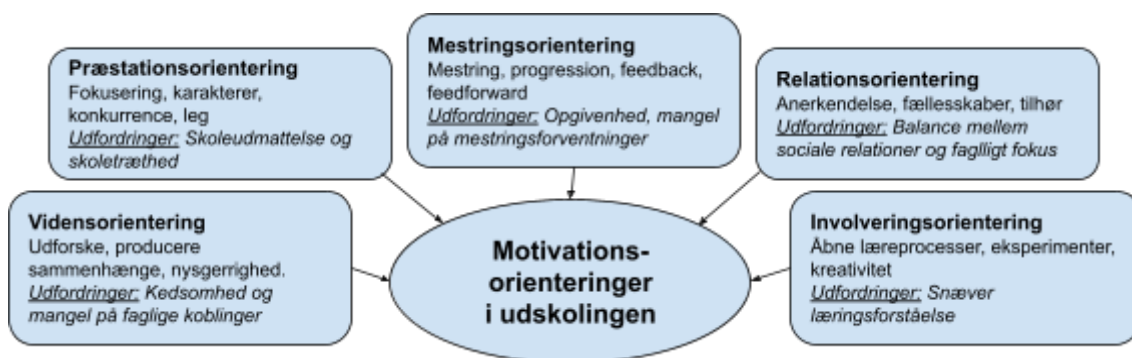 Præstationsorientering
Fokusering, karakterer,
konkurrence, leg
Udfordringer: Skoleudmattelse og
skoletræthed
Mestringsorientering
Mestring, progression, feedback,
feedforward
Udfordringer: Opgivenhed, mangel
på mestringsforventninger
Relationsorientering
Anerkendelse, fællesskaber, tilhør
Udfordringer: Balance mellem
sociale relationer og faglligt fokus
Vidensorientering
Udforske, producere
sammenhænge, nysgerrighed.
Udfordringer: Kedsomhed og
mangel på faglige koblinger
Motivations-
orienteringer
i udskolingen
Involveringsorientering
Åbne læreprocesser, eksperimenter,
kreativitet
Udfordringer: Snæver
læringsforståelse